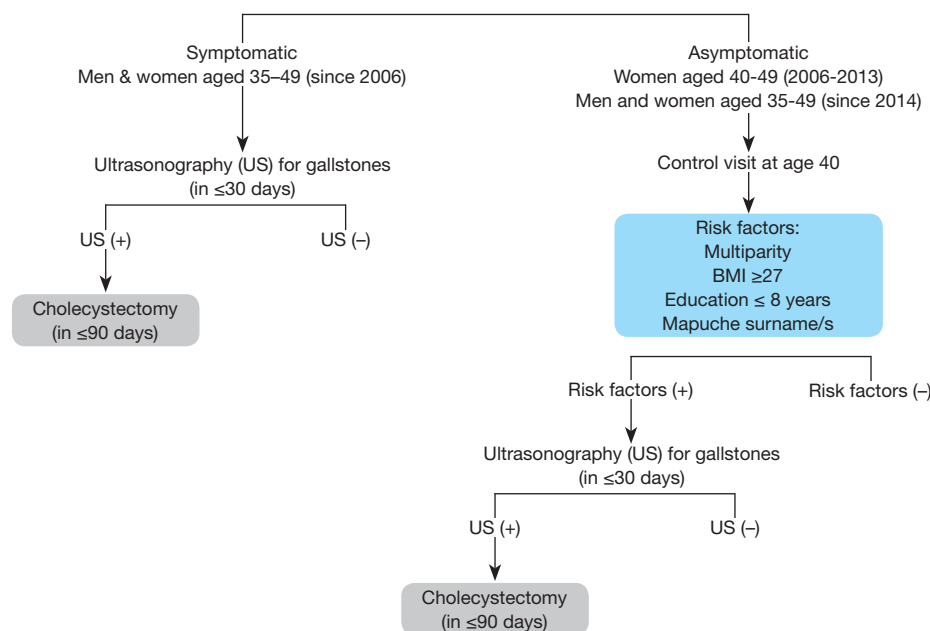 Symptomatic
Men & women aged 35–49 (since 2006)
Ultrasonography (US) for gallstones
(in ≤30 days)
US (+)
US (–)
Cholecystectomy
(in ≤90 days)
Asymptomatic
Women aged 40-49 (2006-2013)
Men and women aged 35-49 (since 2014)
Control visit at age 40
Risk factors:
Multiparity
BMI ≥27
Education ≤ 8 years
Mapuche surname/s
Risk factors (+)
Risk factors (–)
Ultrasonography (US) for gallstones
(in ≤30 days)
US (+)
US (–)
Cholecystectomy
(in ≤90 days)